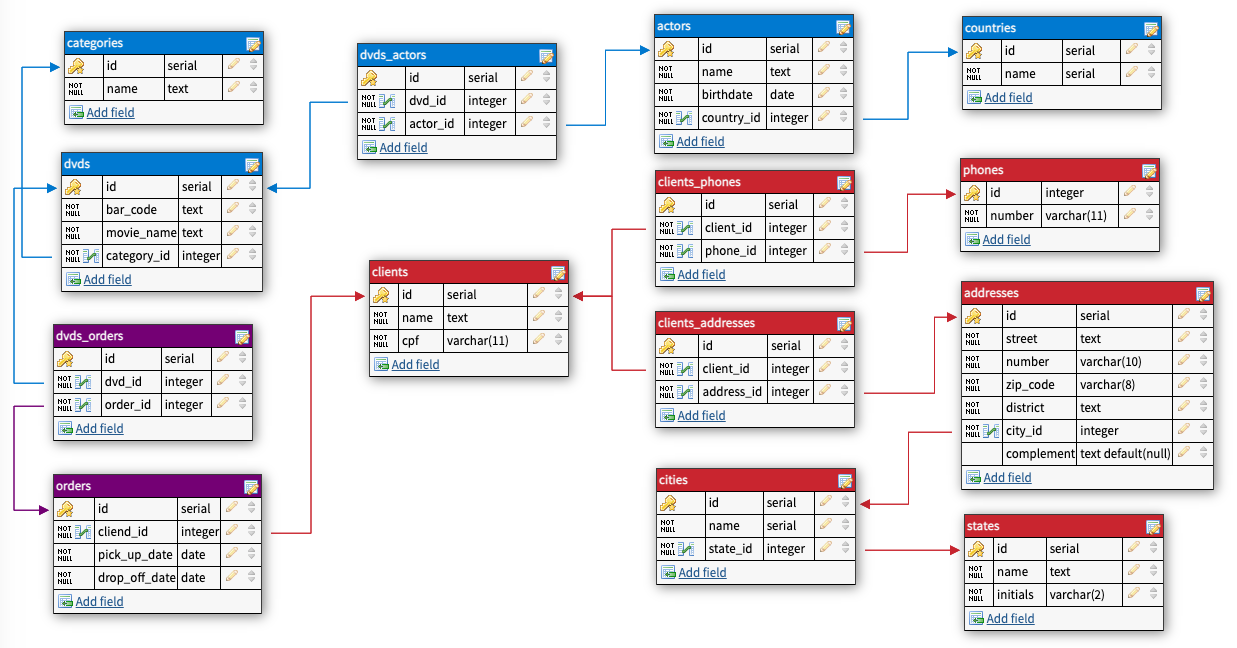 categories
id serial
NOT NULL name text
Add field
dvds
id serial
NOT NULL bar_code text
NOT NULL movie_name text
NOT NULL category_id integer
Add field
dvds_orders
id serial
NOT NULL dvd_id integer
NOT NULL order_id integer
Add field
orders
id serial
NOT NULL cliend_id integer
NOT NULL pick_up_date date
NOT NULL drop_off_date date
Add field
dvds_actors
id serial
NOT NULL dvd_id integer
NOT NULL actor_id integer
Add field
clients
id serial
NOT NULL name text
NOT NULL cpf varchar(11)
Add field
actors
id serial
NOT NULL name text
NOT NULL birthdate date
NOT NULL country_id integer
Add field
clients_phones
id serial
NOT NULL client_id integer
NOT NULL phone_id integer
Add field
clients_addresses
id serial
NOT NULL client_id integer
NOT NULL address_id integer
Add field
cities
id serial
NOT NULL name serial
NOT NULL state_id integer
Add field
countries
id serial
NOT NULL name serial
Add field
phones
id integer
NOT NULL number varchar(11)
Add field
addresses
id serial
NOT NULL street text
NOT NULL number varchar(10)
NOT NULL zip_code varchar(8)
NOT NULL district text
NOT NULL city_id integer
complement text default(null)
Add field
states
id serial
NOT NULL name text
NOT NULL initials varchar(2)
Add field